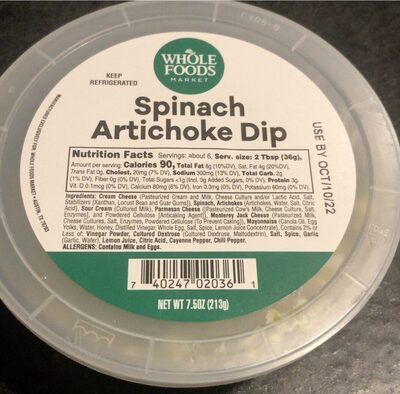 WHOLE
FOODS
MARKET
KEEP
REFRIGERATED
Spinach
Artichoke Dip
USE BY OCT/10/22
Nutrition Facts Servings: about 6, Serv. size: 2 Tbsp (36g),
Amount per serving: Calories 90, Total Fat 8g (10% DV), Sat. Fat 4g (20% DV),
Trans Fat 0g, Cholest. 20mg (7% DV), Sodium 300mg (13% DV), Total Carb. 2g
(1% DV), Fiber 0g (0% DV), Total Sugars <1g (Incl. 0g Added Sugars, 0% DV), Protein 3g,
Vit. D 0.1mcg (0% DV), Calcium 80mg (6% DV), Iron 0.3mg (0% DV), Potassium 60mg (0% DV).
Ingredients: Cream Cheese (Pasteurized Cream and Milk, Cheese Culture and/or Lactic Acid, Salt,
Stabilizers [Xanthan, Locust Bean and Guar Gums]), Spinach, Artichokes (Artichokes, Water, Salt, Citric
Acid), Sour Cream (Cultured Milk), Parmesan Cheese ([Pasteurized Cow's Milk, Cheese Culture, Salt,
Enzymes], and Powdered Cellulose [Anticaking Agent]), Monterey Jack Cheese (Pasteurized Milk,
Cheese Cultures, Salt, Enzymes, Powdered Cellulose [To Prevent Caking]), Mayonnaise (Canola Oil, Egg
Yolks, Water, Honey, Distilled Vinegar, Whole Egg, Salt, Spice, Lemon Juice Concentrate), Contains 2% or
Less of: Vinegar Powder, Cultured Dextrose (Cultured Dextrose, Maltodextrin), Salt, Spice, Garlic
(Garlic, Water), Lemon Juice, Citric Acid, Cayenne Pepper, Chili Pepper.
ALLERGENS: Contains Milk and Eggs.
7 40247 02036 1
NET WT 7.5OZ (213g)